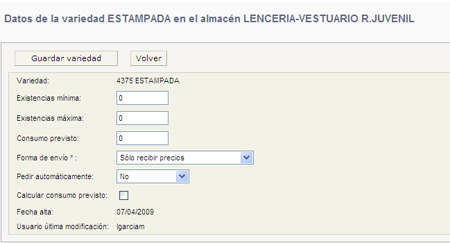 Datos de la variedad ESTAMPADA en el almacén LENCERIA-VESTUARIO R.JUVENIL
Guardar variedad Volver
Variedad: 4375 ESTAMPADA
Existencias mínima: 0
Existencias máxima: 0
Consumo previsto: 0
Forma de envío * : Sólo recibir precios
Pedir automáticamente: No
Calcular consumo previsto:
Fecha alta: 07/04/2009
Usuario última modificación: lgarciam